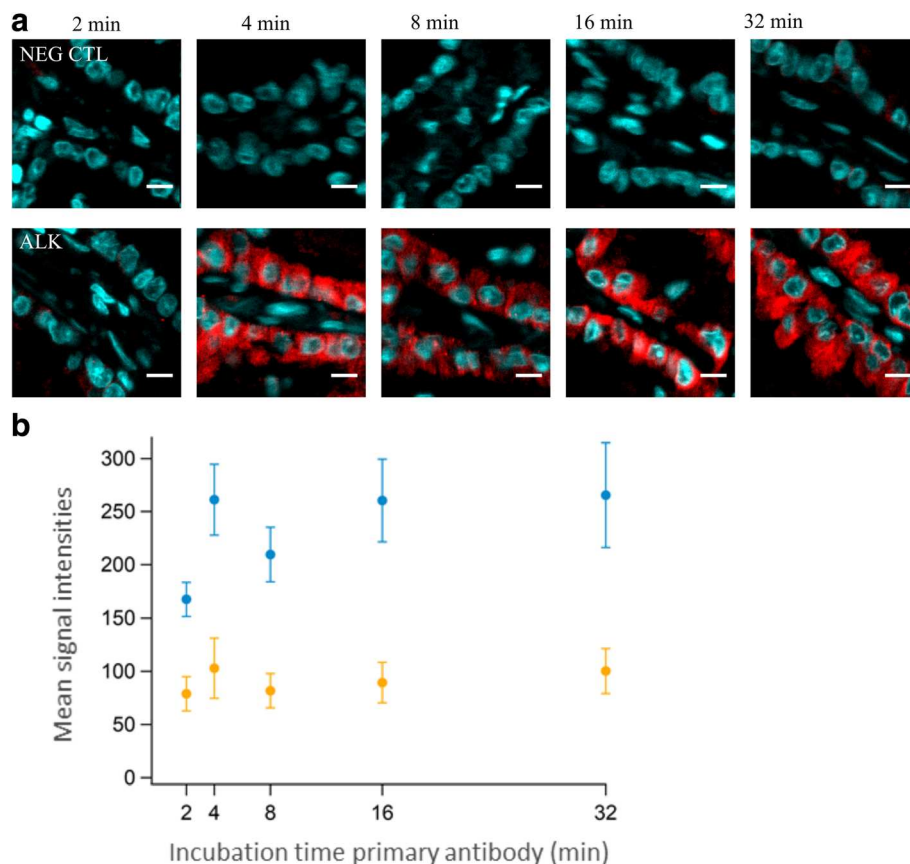 a 2 min 4 min 8 min 16 min 32 min
NEG CTL
ALK
b
300
250
200
150
100
50
0
2 4 8 16 32
Mean signal intensities
Incubation time primary antibody (min)